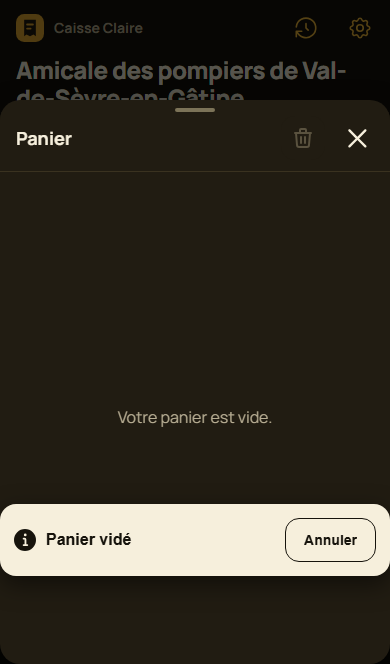 Caisse Claire
Amicale des pompiers de Val-
de-Sèvre-en-Gâtine
Panier
Votre panier est vide.
Panier vidé
Annuler